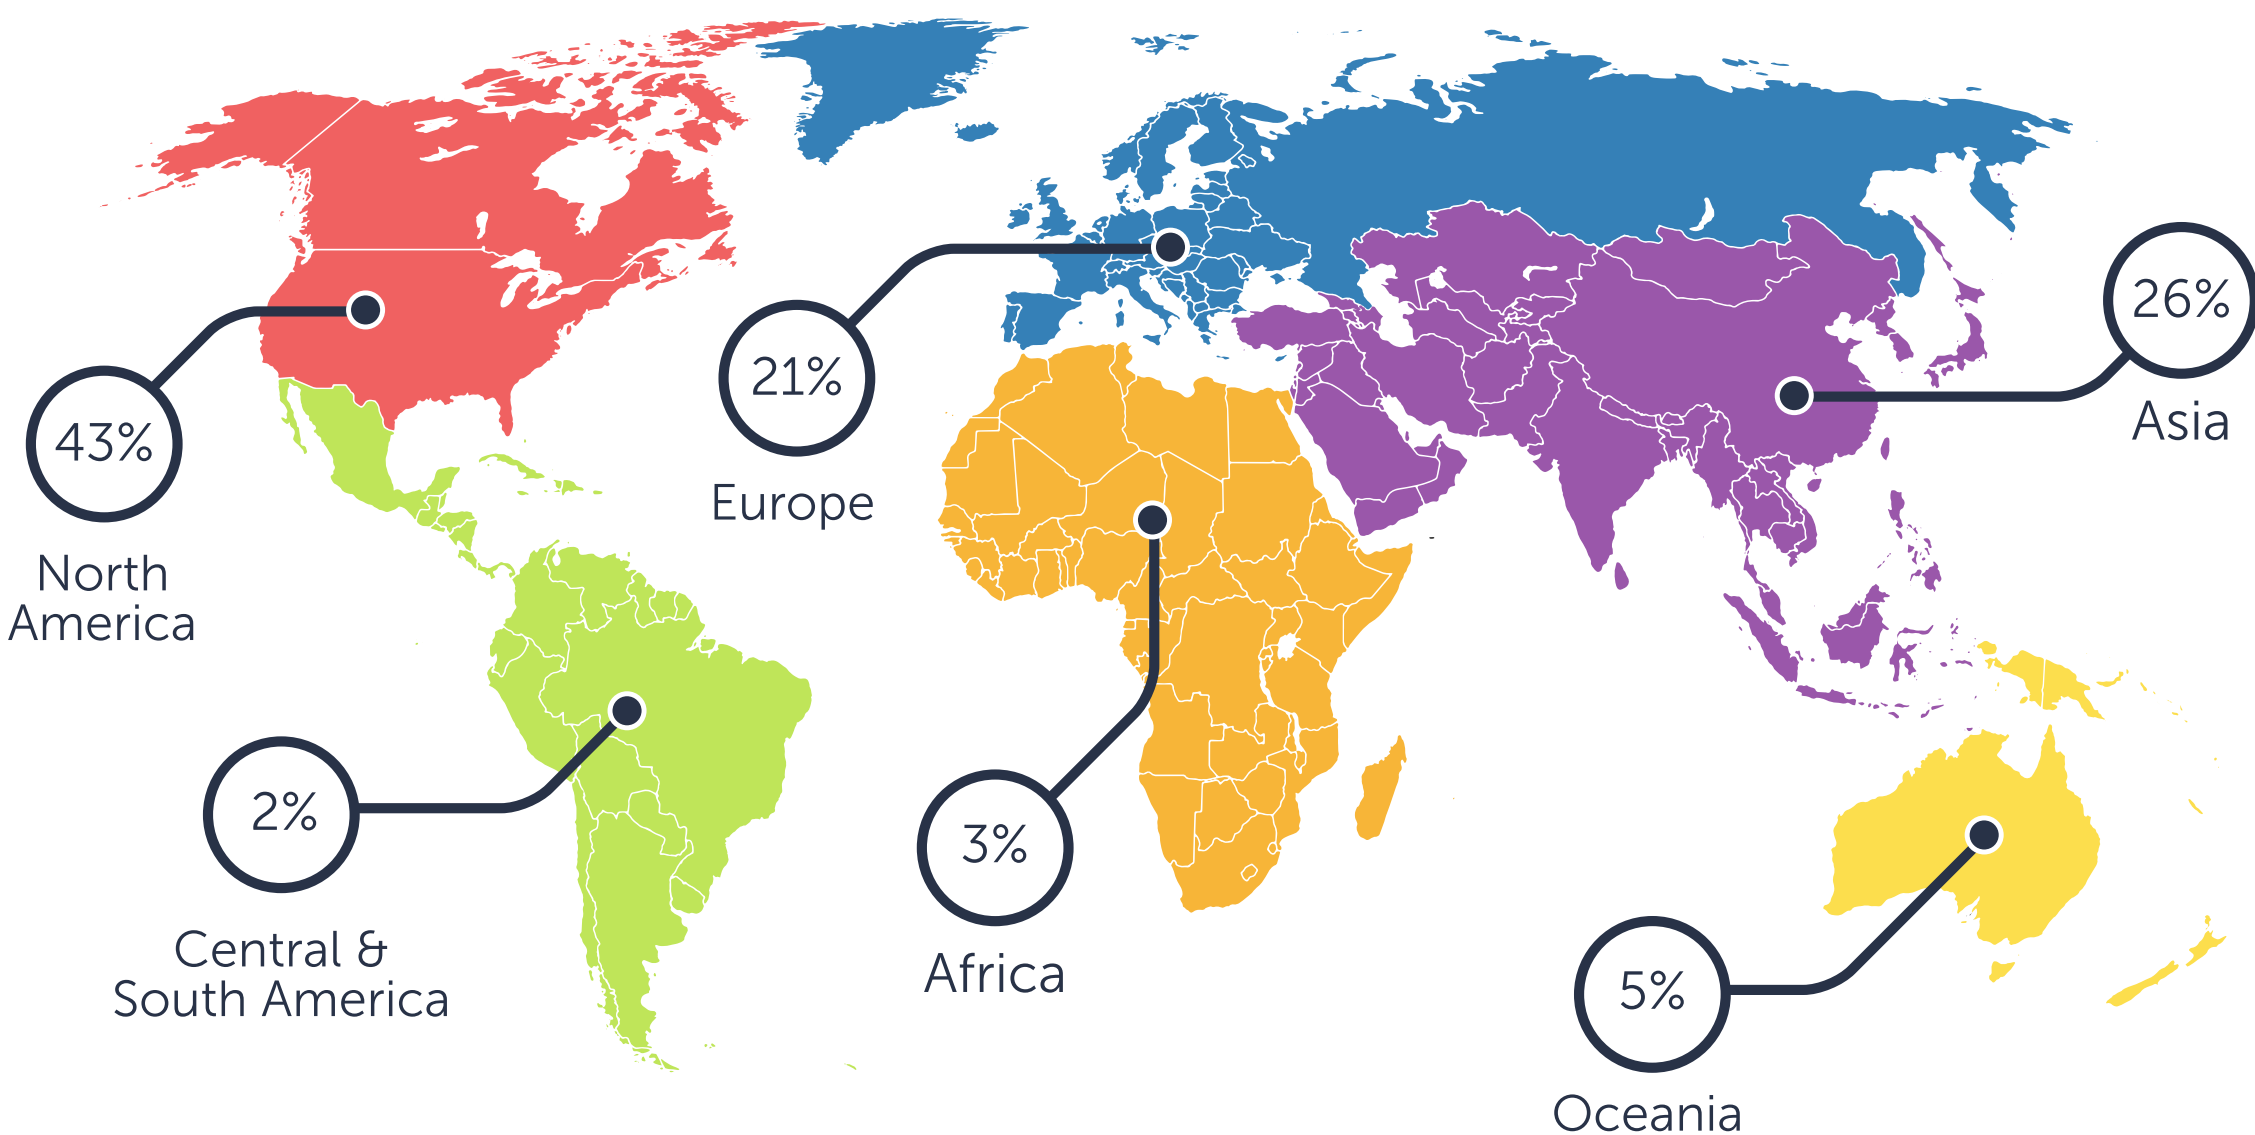 43%
North
America
21%
Europe
26%
Asia
2%
Central &
South America
3%
Africa
5%
Oceania